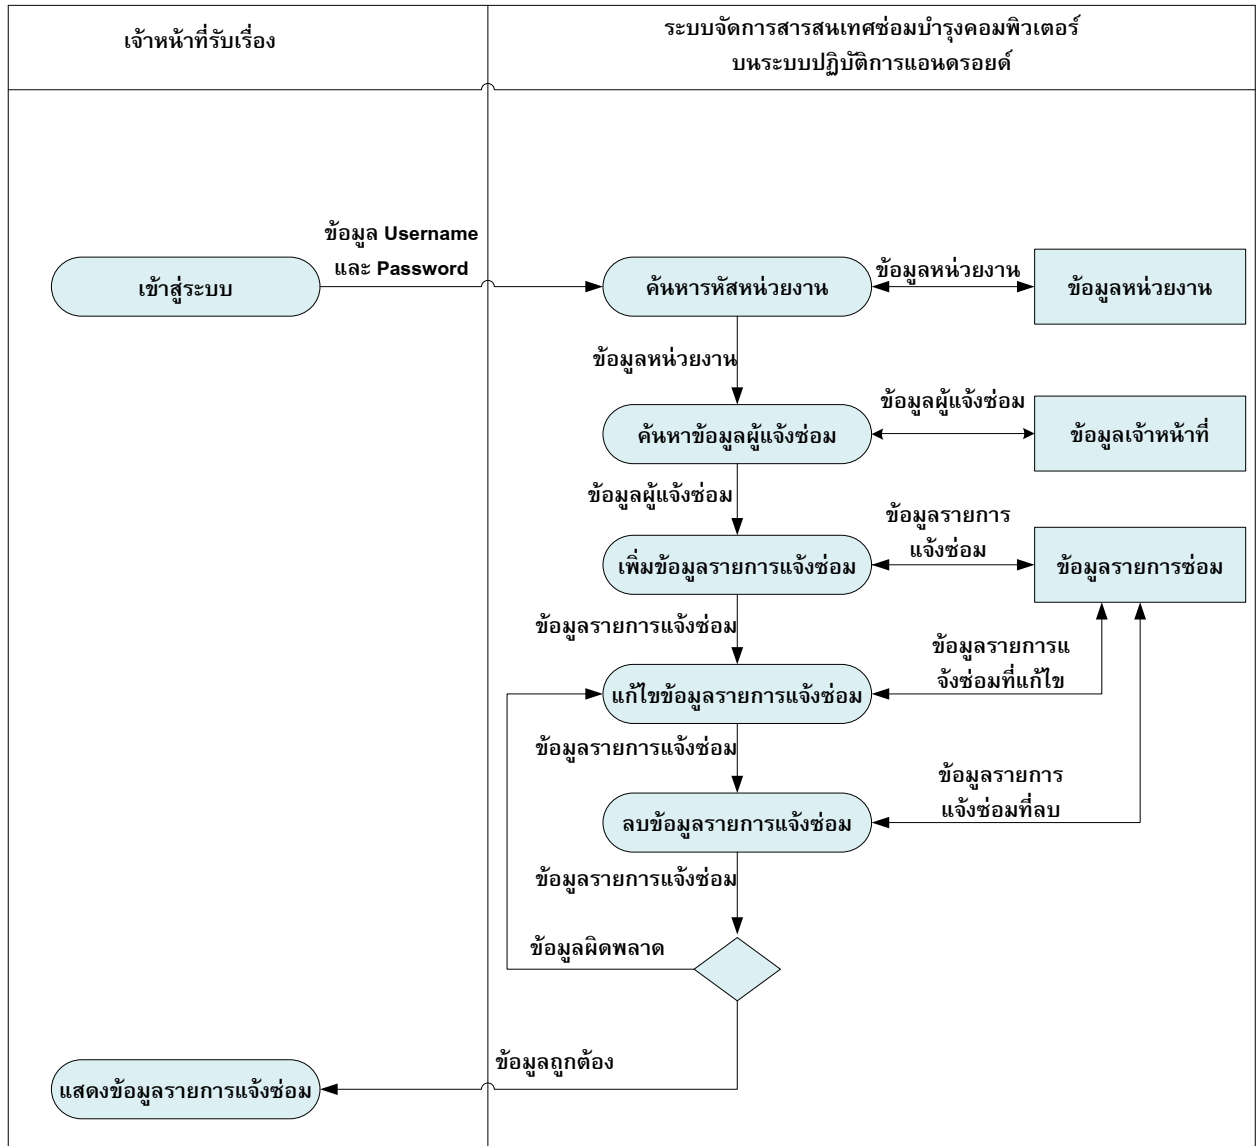 เจ้าหน้าที่รับเรื่อง
ระบบจัดการสารสนเทศซ่อมบำรุงคอมพิวเตอร์
บนระบบปฏิบัติการแอนดรอยด์
ข้อมูล Username
และ Password
เข้าสู่ระบบ
ค้นหารหัสหน่วยงาน
ข้อมูลหน่วยงาน
ข้อมูลหน่วยงาน
ข้อมูลหน่วยงาน
ค้นหาข้อมูลผู้แจ้งซ่อม
ข้อมูลผู้แจ้งซ่อม
ข้อมูลเจ้าหน้าที่
ข้อมูลผู้แจ้งซ่อม
เพิ่มข้อมูลรายการแจ้งซ่อม
ข้อมูลรายการ
แจ้งซ่อม
ข้อมูลรายการซ่อม
ข้อมูลรายการแจ้งซ่อม
แก้ไขข้อมูลรายการแจ้งซ่อม
ข้อมูลรายการแ
จ้งซ่อมที่แก้ไข
ข้อมูลรายการแจ้งซ่อม
ลบข้อมูลรายการแจ้งซ่อม
ข้อมูลรายการ
แจ้งซ่อมที่ลบ
ข้อมูลรายการแจ้งซ่อม
ข้อมูลผิดพลาด
ข้อมูลถูกต้อง
แสดงข้อมูลรายการแจ้งซ่อม